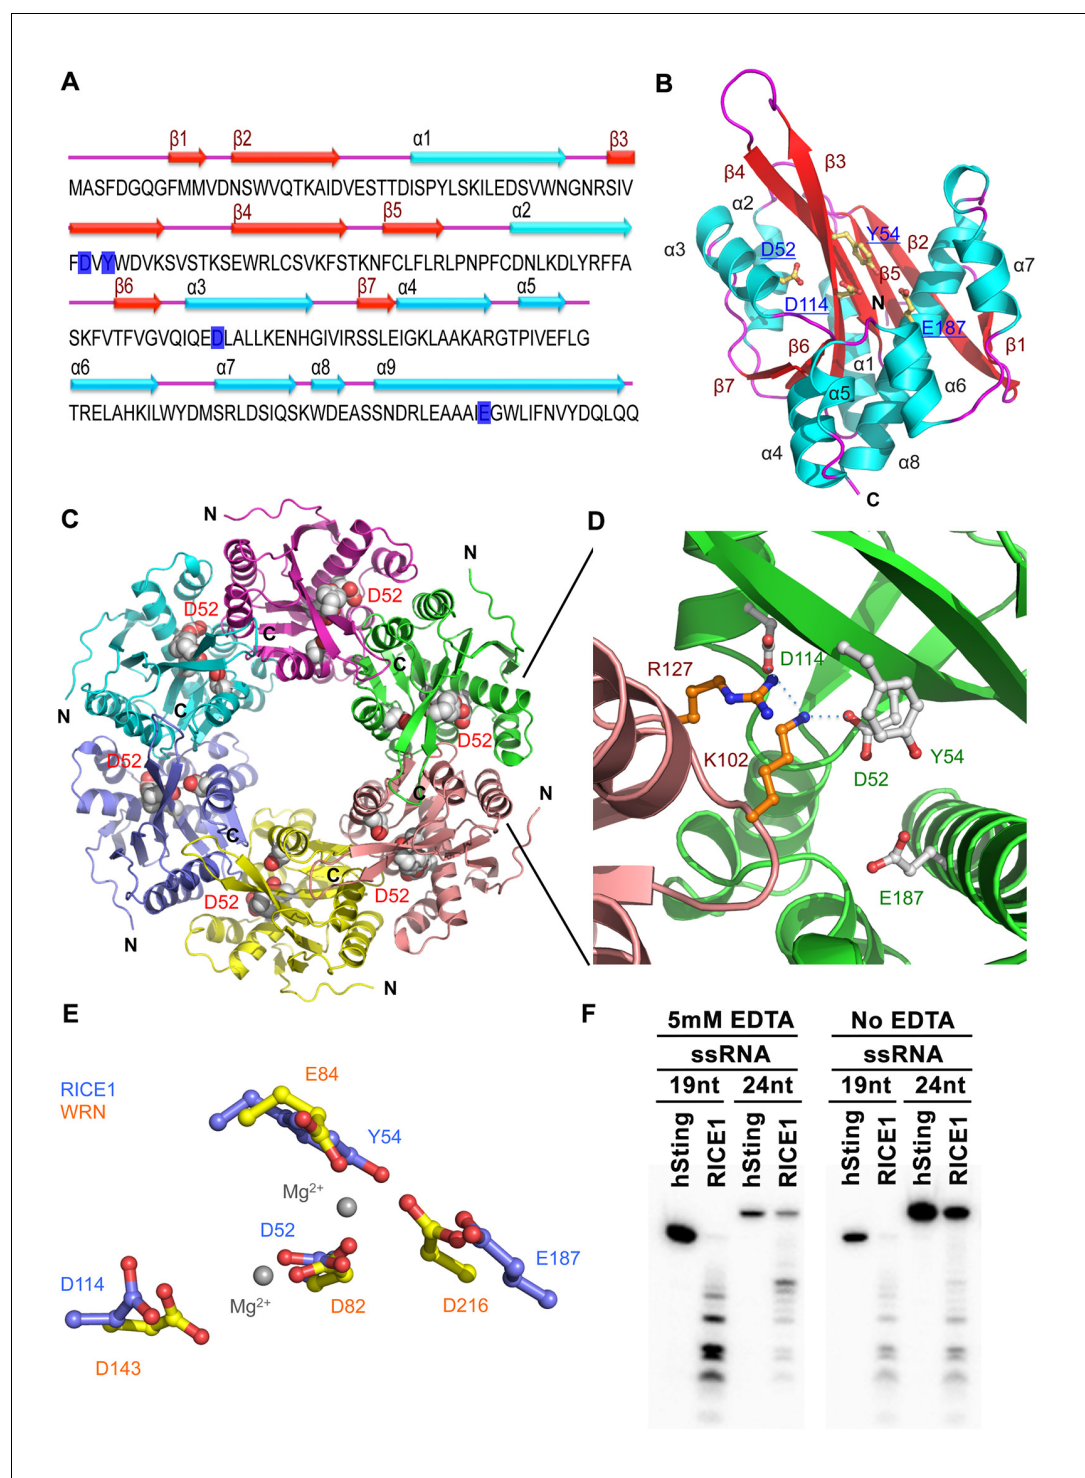 A
β1 β2 α1 β3
MASFDGQGFMMVDNSWVQTKAIDVESTTDISPYLSKILEDSVWNGNRSIV
β4 β5 α2
FDVYWDVKSVSTKSEWRLCSVKFSTKNFCLFLRLPNPFCDNLKDLYRFFA
β6 α3 β7 α4 α5
SKFVTFVGVQIQEDLALLKENHGIVIRSSLEIGKLAAKARGTPIVEFLG
α6 α7 α8 α9
TRELAHKILWYDMSRLDSIQSKWDEASSNDRLEAAAIEGWLIFNVYDQLQQ
B
β4
β3
α2
α3
D52
Y54
β2
β5
α7
D114
N
E187
β1
β6
α1
β7
α5
α6
α4
α8
C
C
N
N
D52
D52
C
C
N
C
D52
D52
C
N
C
C
D52
D52
N
N
D
D114
R127
K102
Y54
D52
E187
E
RICE1
WRN
E84
Y54
Mg2+
D52
D114
E187
Mg2+
D82
D216
D143
F
5mM EDTA No EDTA
ssRNA ssRNA
19nt 24nt 19nt 24nt
hSting RICE1 hSting RICE1 hSting RICE1 hSting RICE1